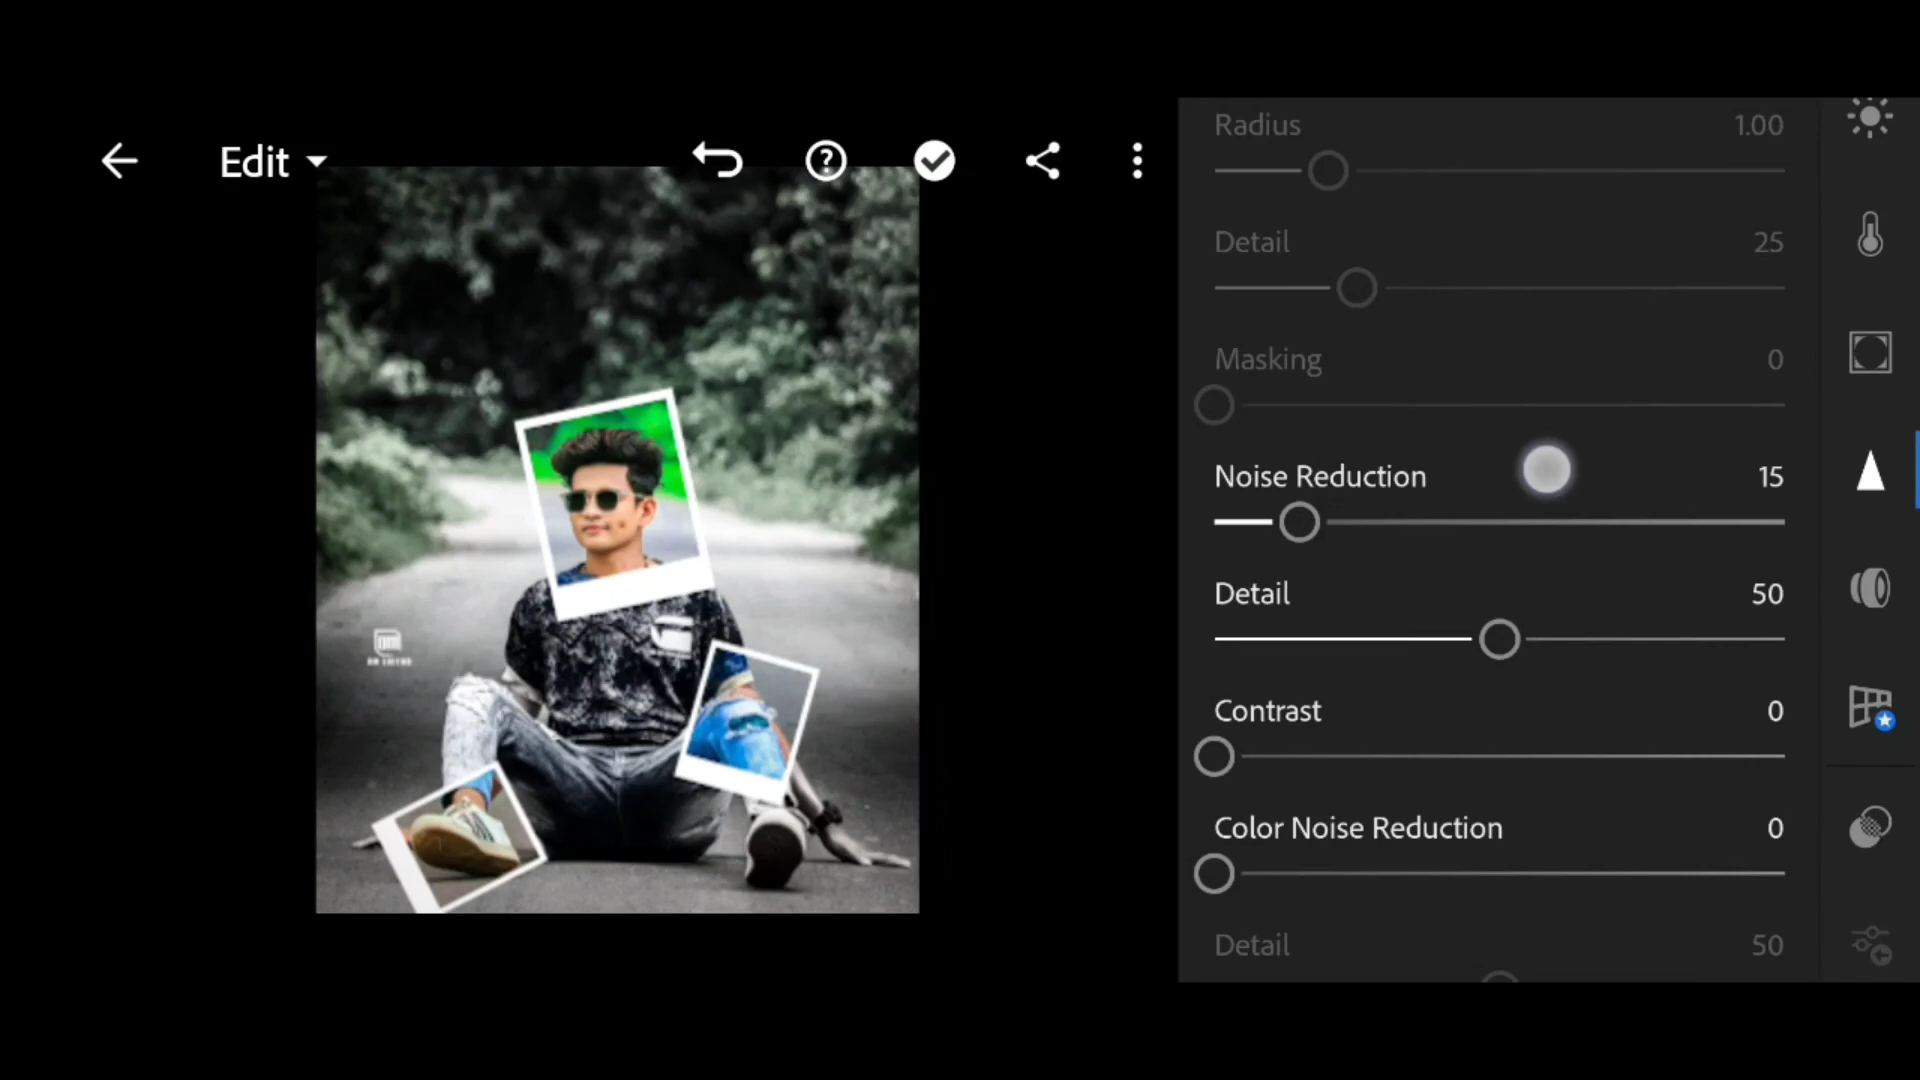 Edit
Radius 1.00
Detail 25
Masking 0
Noise Reduction 15
Detail 50
Contrast 0
Color Noise Reduction 0
Detail 50